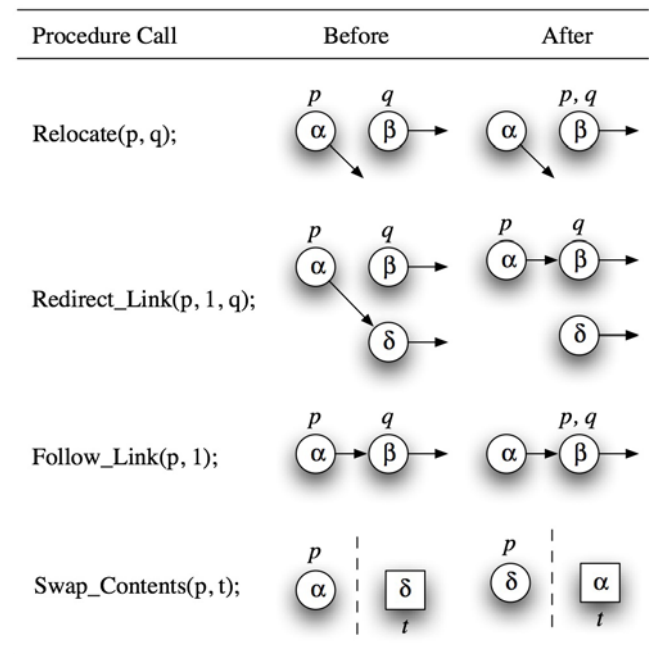 Procedure Call Before After
p q p, q
Relocate(p, q); α β α β
p q p q
α β α β
Redirect_Link(p, 1, q);
δ δ
p q p, q
Follow_Link(p, 1); α β α β
p p
Swap_Contents(p, t); α δ δ α
t t